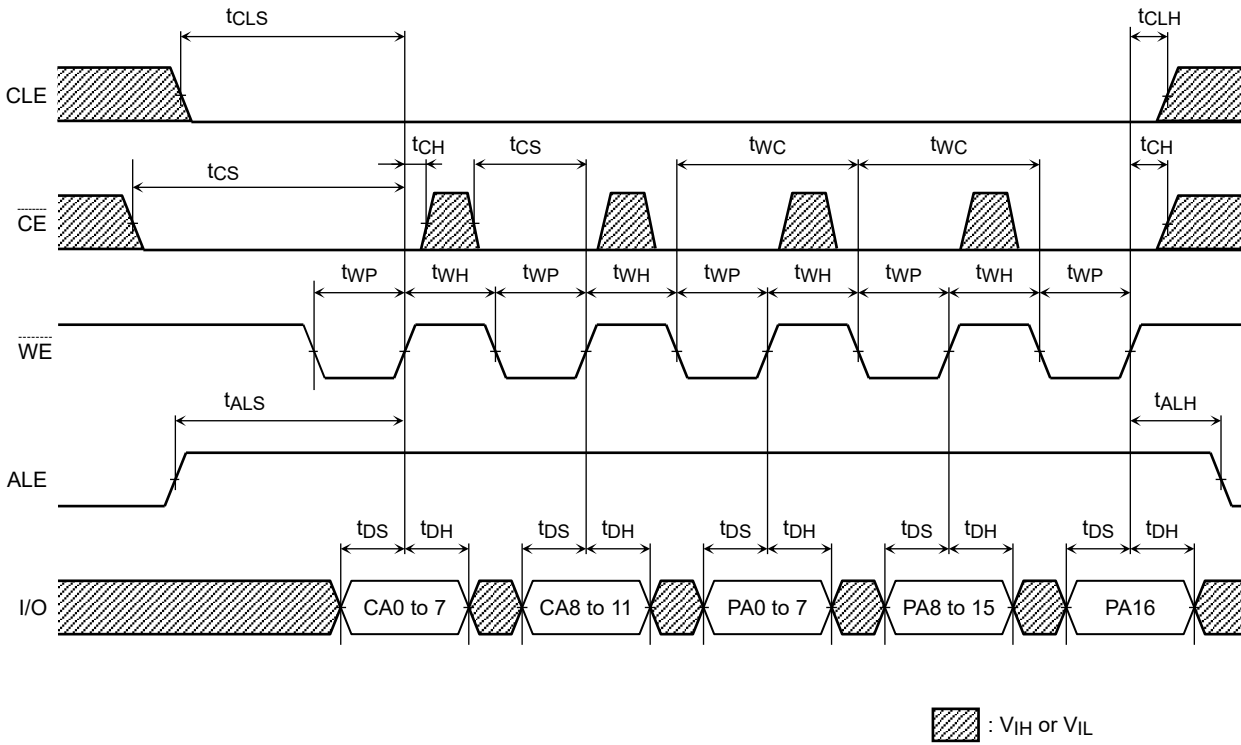 tCLS tCLH
CLE
tCH tCS tWC tWC tCH
tCS
CE
tWP tWH tWP tWH tWP tWH tWP tWH tWP
WE
tALS tALH
ALE
tDS tDH tDS tDH tDS tDH tDS tDH tDS tDH
I/O CA0 to 7 CA8 to 11 PA0 to 7 PA8 to 15 PA16
: VIH or VIL